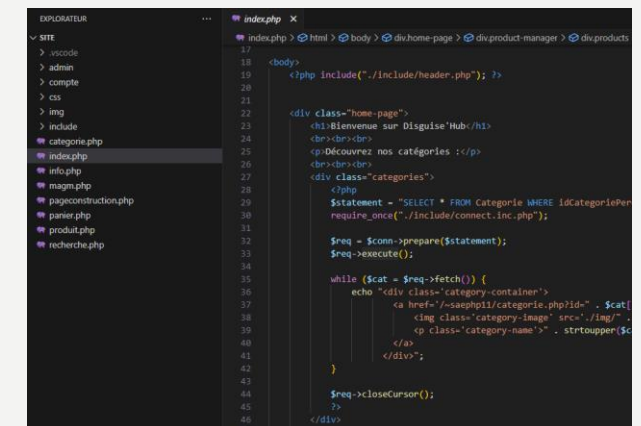 EXPLORATEUR
SITE
.vscode
admin
compte
css
img
include
categorie.php
index.php
info.php
magm.php
pageconstruction.php
panier.php
produit.php
recherche.php
index.php
index.php > html > body > div.home-page > div.product-manager > div.products
17
18 <body>
19 <?php include("./include/header.php"); ?>
20
21
22 <div class="home-page">
23 <h1>Bienvenue sur Disguise'Hub</h1>
24 <br><br><br>
25 <p>Découvrez nos catégories :</p>
26 <br><br><br>
27 <div class="categories">
28 <?php
29 $statement = "SELECT * FROM Categorie WHERE idCategoriePer
30 require_once("./include/connect.inc.php");
31
32 $req = $conn->prepare($statement);
33 $req->execute();
34
35 while ($cat = $req->fetch()) {
36 echo "<div class='category-container'>
37 <a href='/~saephp11/categorie.php?id=" . $cat[
38 <img class='category-image' src='./img/" .
39 <p class='category-name'>" . strtoupper($c
40 </a>
41 </div>";
42 }
43
44 $req->closeCursor();
45 ?>
46 </div>